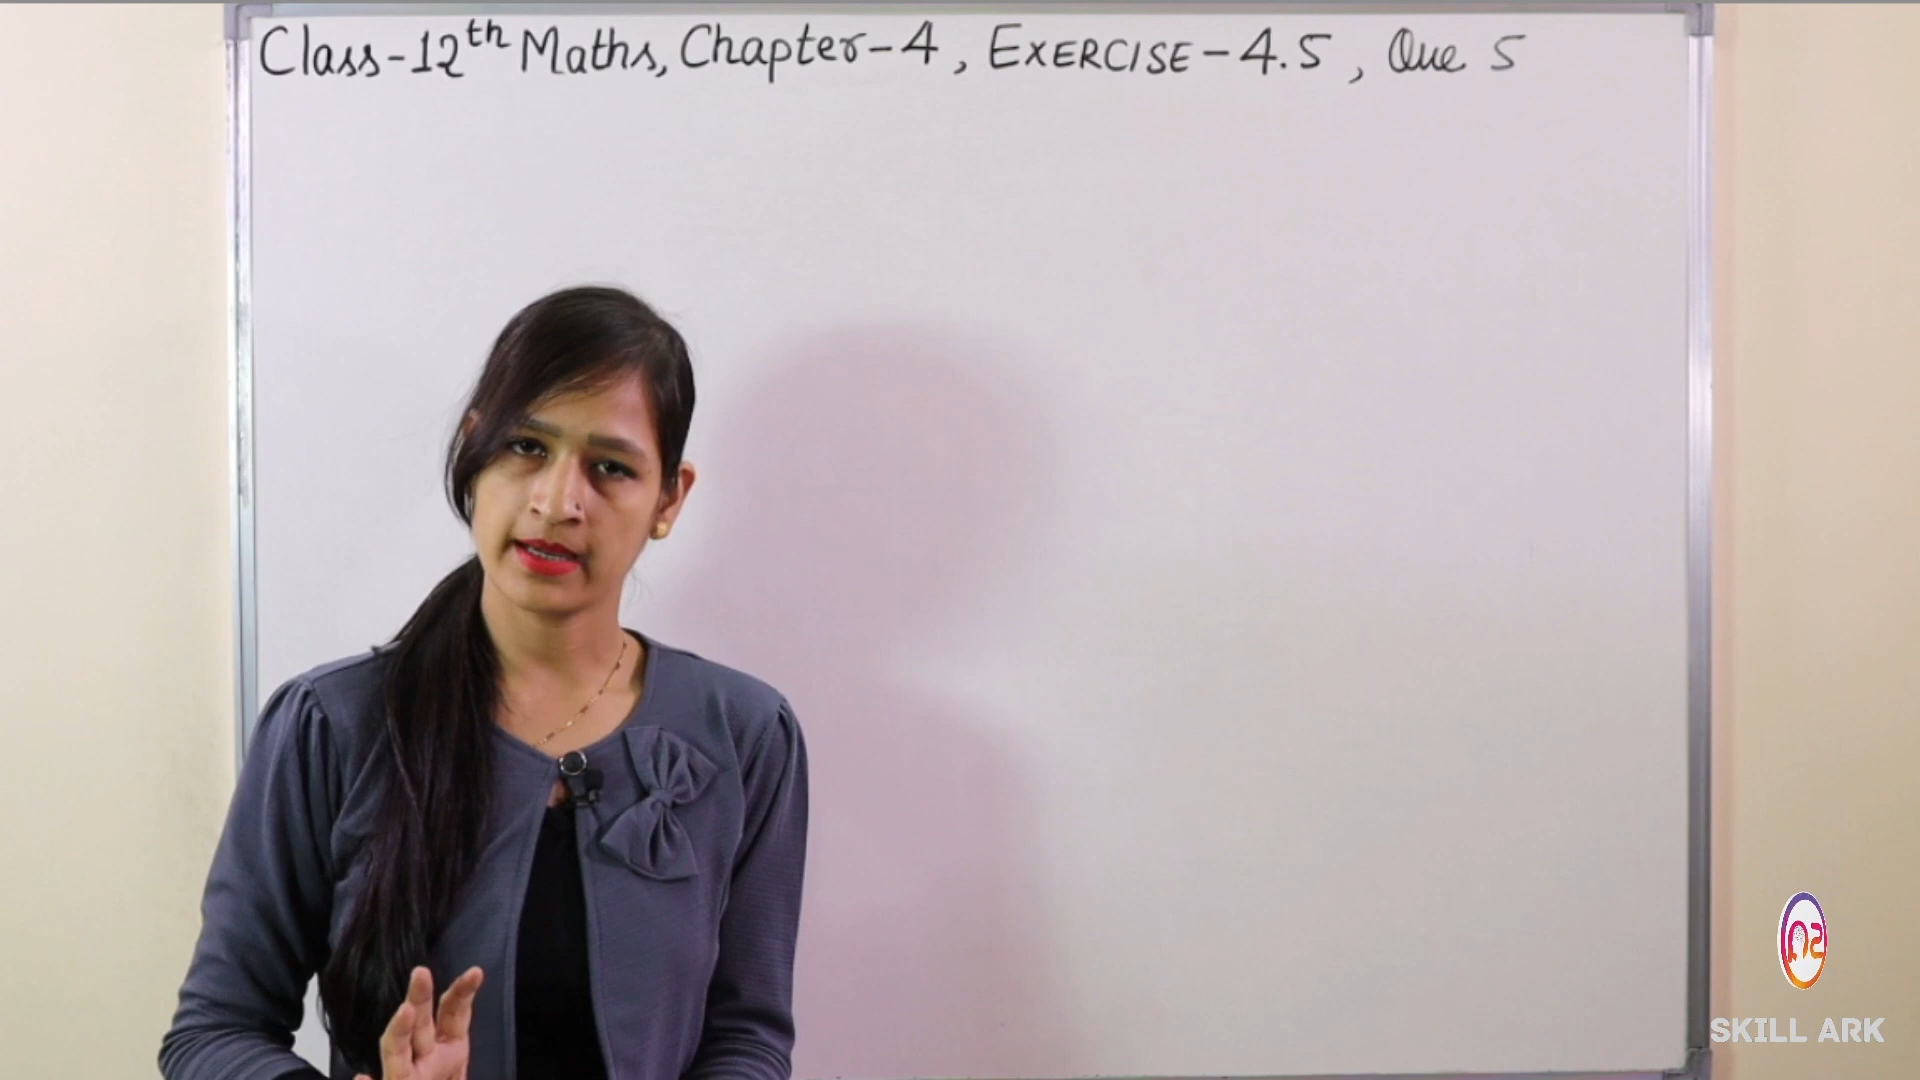 Class-12th Maths, Chapter-4, EXERCISE-4.5, Que 5
SKILL ARK